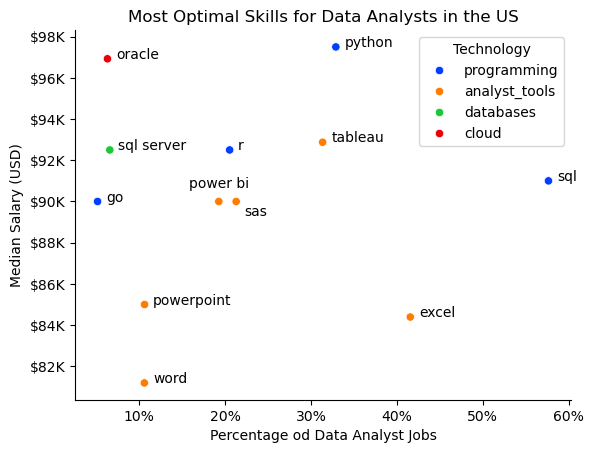 Most Optimal Skills for Data Analysts in the US
$98K
$96K
$94K
$92K
$90K
$88K
$86K
$84K
$82K
Median Salary (USD)
oracle
python
Technology
programming
analyst_tools
databases
cloud
sql server
r
tableau
power bi
sql
go
sas
powerpoint
excel
word
10%
20%
30%
40%
50%
60%
Percentage od Data Analyst Jobs